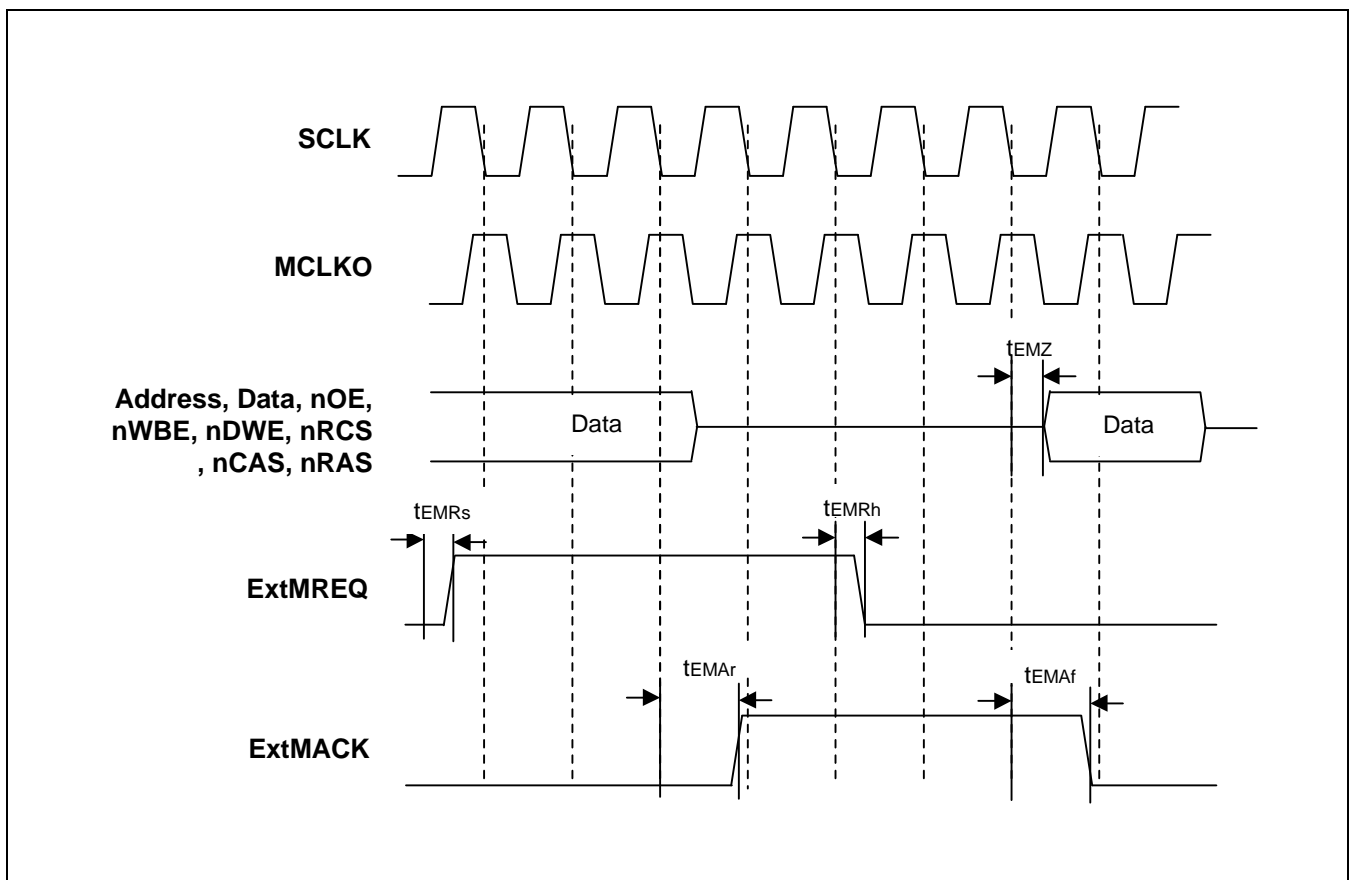 SCLK
MCLKO
tEMZ
Address, Data, nOE,
nWBE, nDWE, nRCS
, nCAS, nRAS
Data
Data
tEMRs
tEMRh
ExtMREQ
tEMAr
tEMAf
ExtMACK